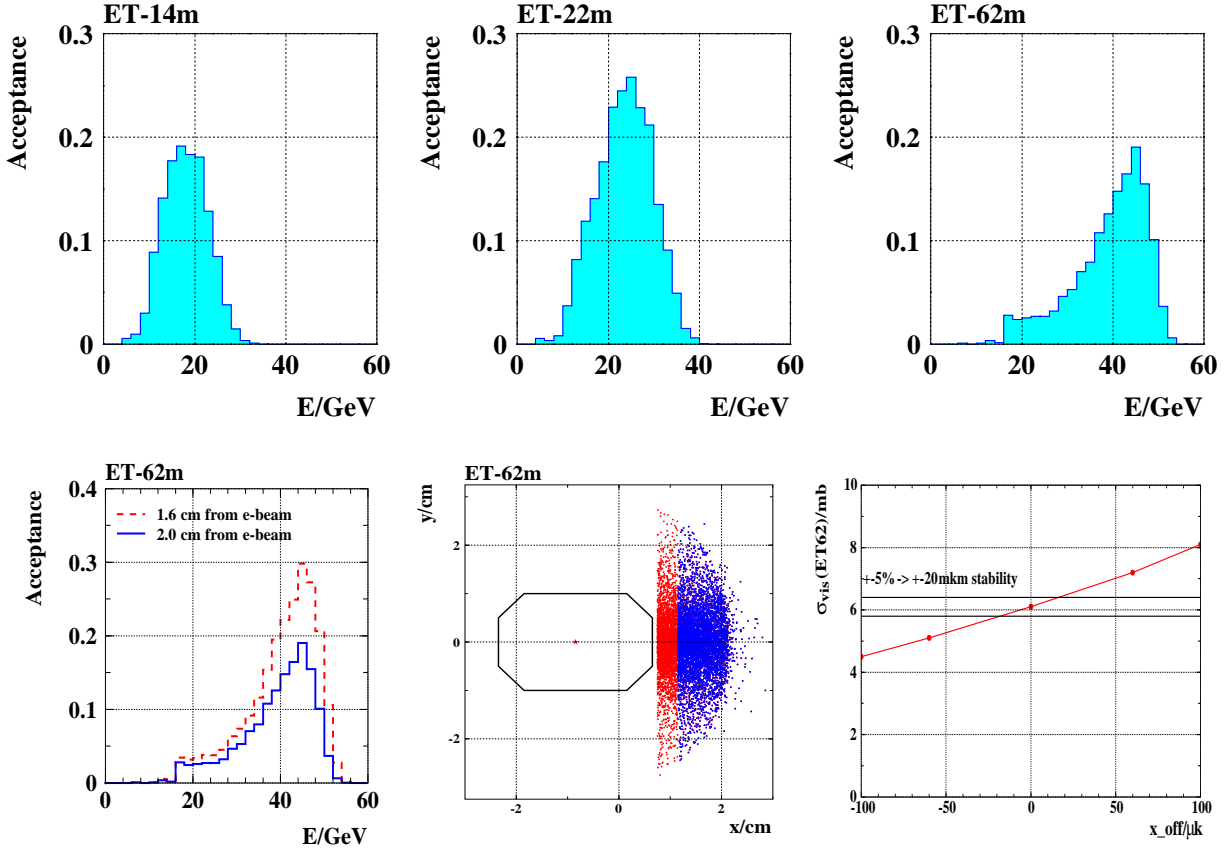 ET-14m
Acceptance
0.3
0.2
0.1
0
0 20 40 60
E/GeV
ET-22m
Acceptance
0.3
0.2
0.1
0
0 20 40 60
E/GeV
ET-62m
Acceptance
0.3
0.2
0.1
0
0 20 40 60
E/GeV
ET-62m
Acceptance
0.4
0.3
0.2
0.1
0
1.6 cm from e-beam
2.0 cm from e-beam
0 20 40 60
E/GeV
ET-62m
y/cm
2
0
-2
-2 0 2
x/cm
σvis(ET62)/mb
10
8
6
4
2
0
+-5% -> +-20mkm stability
-100 -50 0 50 100
x_off/μk